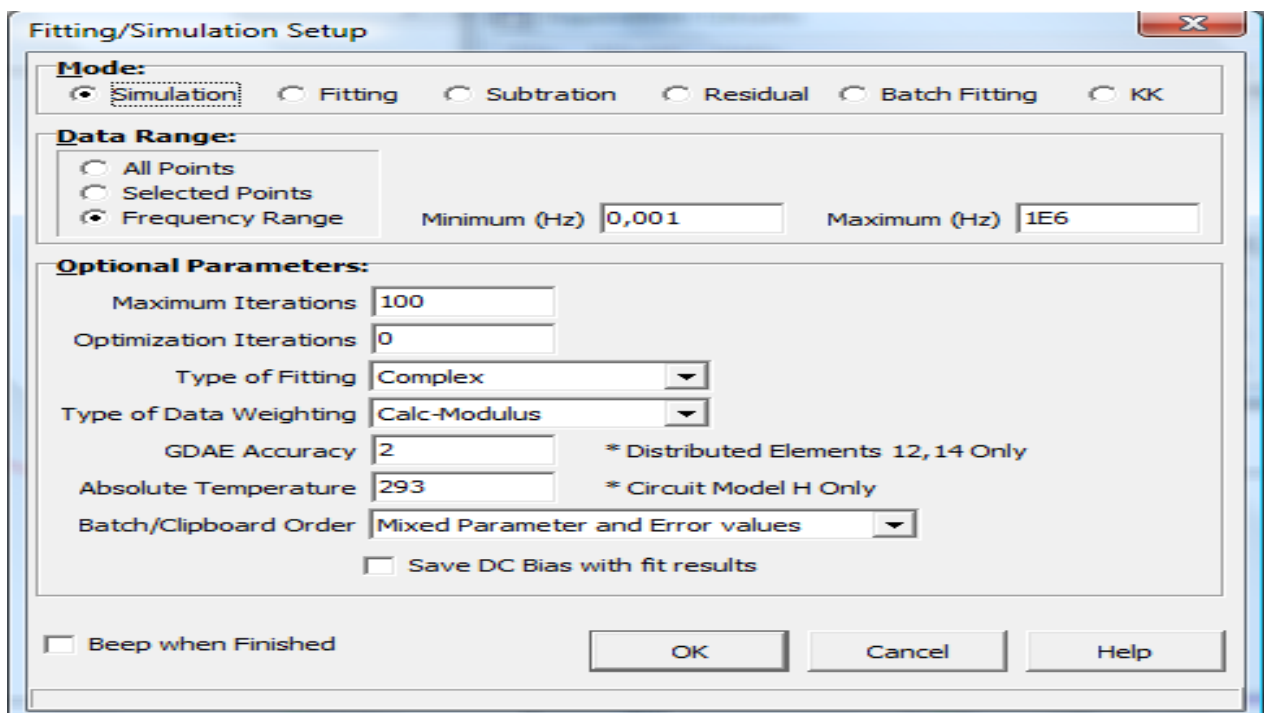 Fitting/Simulation Setup
Mode:
Simulation Fitting Subtration Residual Batch Fitting KK
Data Range:
All Points
Selected Points
Frequency Range Minimum (Hz) 0,001 Maximum (Hz) 1E6
Optional Parameters:
Maximum Iterations 100
Optimization Iterations 0
Type of Fitting Complex
Type of Data Weighting Calc-Modulus
GDAE Accuracy 2 * Distributed Elements 12,14 Only
Absolute Temperature 293 * Circuit Model H Only
Batch/Clipboard Order Mixed Parameter and Error values
Save DC Bias with fit results
Beep when Finished OK Cancel Help